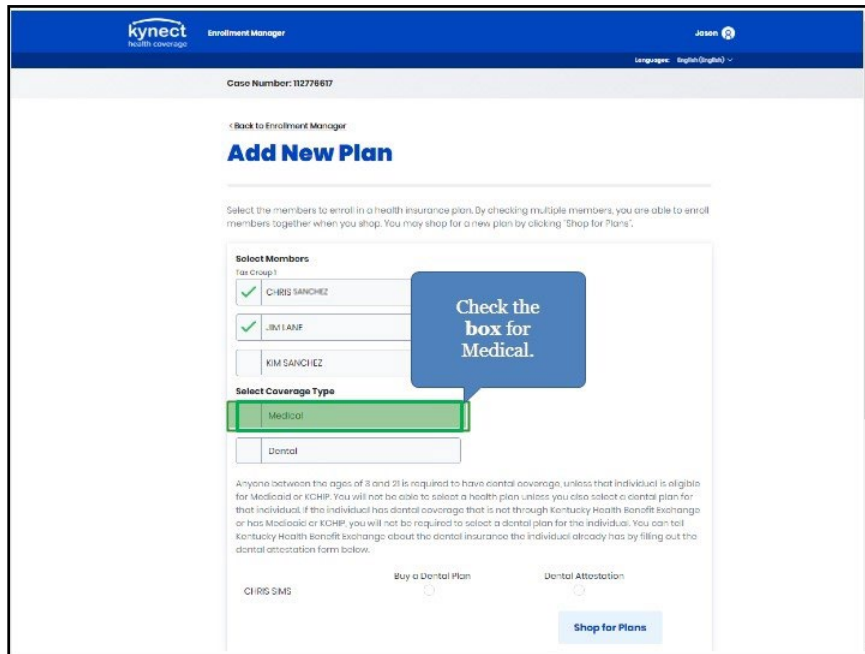 kynect
health coverage
Enrollment Manager
Jason
Languages: English (English)
Case Number: 112776617
< Back to Enrollment Manager
Add New Plan
Select the members to enroll in a health insurance plan. By checking multiple members, you are able to enroll
members together when you shop. You may shop for a new plan by clicking "Shop for Plans".
Select Members
Tax Group 1
CHRIS SANCHEZ
JIM LANE
KIM SANCHEZ
Check the
box for
Medical.
Select Coverage Type
Medical
Dental
Anyone between the ages of 3 and 21 is required to have dental coverage, unless that individual is eligible
for Medicaid or KCHIP. You will not be able to select a health plan unless you also select a dental plan for
that individual. If the individual has dental coverage that is not through Kentucky Health Benefit Exchange
or has Medicaid or KCHIP, you will not be required to select a dental plan for the individual. You can tell
Kentucky Health Benefit Exchange about the dental insurance the individual already has by filling out the
dental attestation form below.
Buy a Dental Plan Dental Attestation
CHRIS SIMS
Shop for Plans